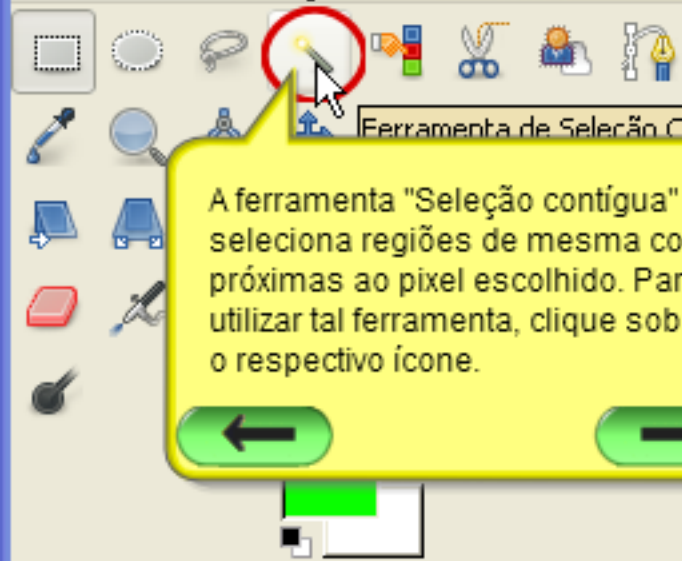 Ferramenta de Seleção C
A ferramenta "Seleção contígua"
seleciona regiões de mesma co
próximas ao pixel escolhido. Par
utilizar tal ferramenta, clique sob
o respectivo ícone.